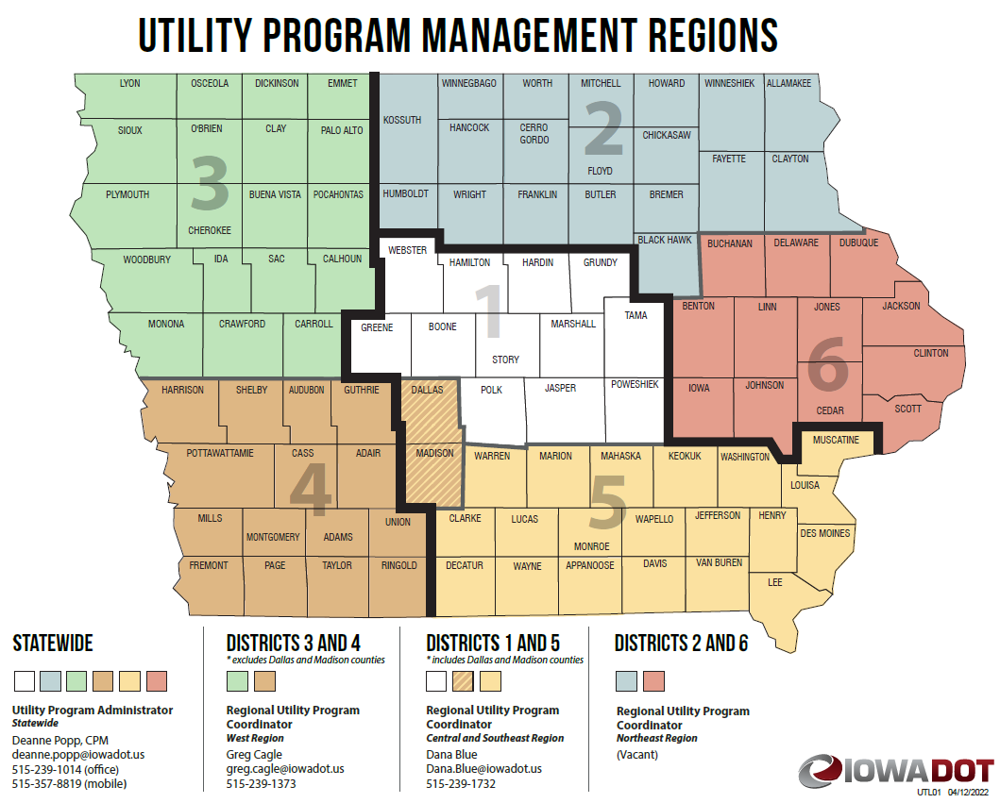 UTILITY PROGRAM MANAGEMENT REGIONS
LYON
OSCEOLA
DICKINSON
EMMET
WINNEGBAGO
WORTH
MITCHELL
HOWARD
WINNESHIEK
ALLAMAKEE
KOSSUTH
SIOUX
O'BRIEN
CLAY
PALO ALTO
HANCOCK
CERRO
GORDO
2
CHICKASAW
FLOYD
FAYETTE
CLAYTON
3
PLYMOUTH
BUENA VISTA
POCAHONTAS
HUMBOLDT
WRIGHT
FRANKLIN
BUTLER
BREMER
CHEROKEE
BLACK HAWK
BUCHANAN
DELAWARE
DUBUQUE
WEBSTER
WOODBURY
IDA
SAC
CALHOUN
HAMILTON
HARDIN
GRUNDY
1
TAMA
BENTON
LINN
JONES
JACKSON
MONONA
CRAWFORD
CARROLL
GREENE
BOONE
MARSHALL
STORY
CLINTON
6
HARRISON
SHELBY
AUDUBON
GUTHRIE
DALLAS
POLK
JASPER
POWESHIEK
IOWA
JOHNSON
CEDAR
SCOTT
MUSCATINE
POTTAWATTAMIE
CASS
ADAIR
MADISON
WARREN
MARION
MAHASKA
KEOKUK
WASHINGTON
LOUISA
4
5
MILLS
MONTGOMERY
ADAMS
UNION
CLARKE
LUCAS
MONROE
WAPELLO
JEFFERSON
HENRY
DES MOINES
FREMONT
PAGE
TAYLOR
RINGOLD
DECATUR
WAYNE
APPANOOSE
DAVIS
VAN BUREN
LEE
STATEWIDE
Utility Program Administrator
Statewide
Deanne Popp, CPM
deanne.popp@iowadot.us
515-239-1014 (office)
515-357-8819 (mobile)
DISTRICTS 3 AND 4
* excludes Dallas and Madison counties
Regional Utility Program
Coordinator
West Region
Greg Cagle
greg.cagle@iowadot.us
515-239-1373
DISTRICTS 1 AND 5
* includes Dallas and Madison counties
Regional Utility Program
Coordinator
Central and Southeast Region
Dana Blue
Dana.Blue@iowadot.us
515-239-1732
DISTRICTS 2 AND 6
Regional Utility Program
Coordinator
Northeast Region
(Vacant)
IOWADOT
UTL01 04/12/2022